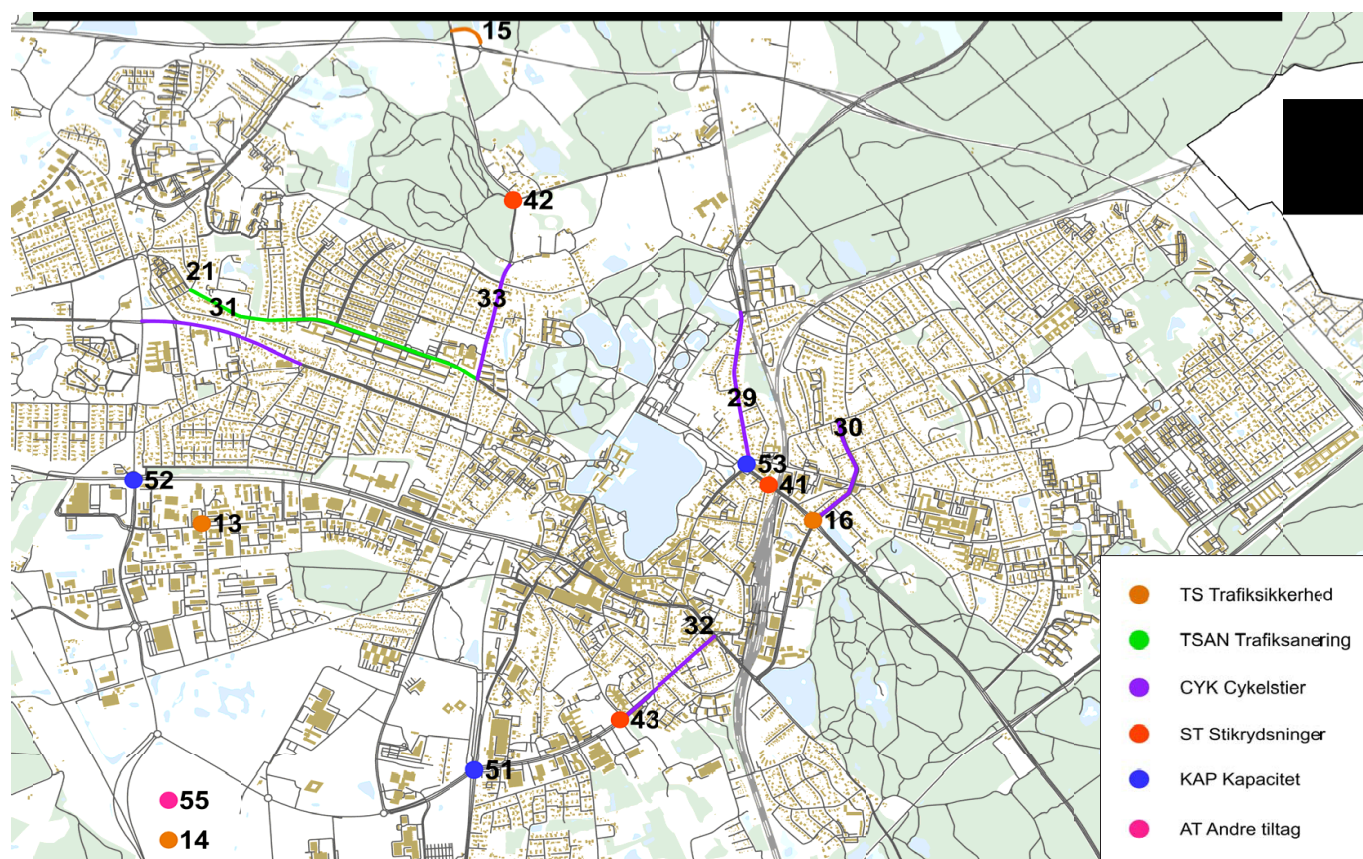 15
42
21
31
33
29
30
53
41
52
13
16
32
43
51
55
14
TS Trafiksikkerhed
TSAN Trafiksanering
CYK Cykelstier
ST Stikrydsninger
KAP Kapacitet
AT Andre tiltag